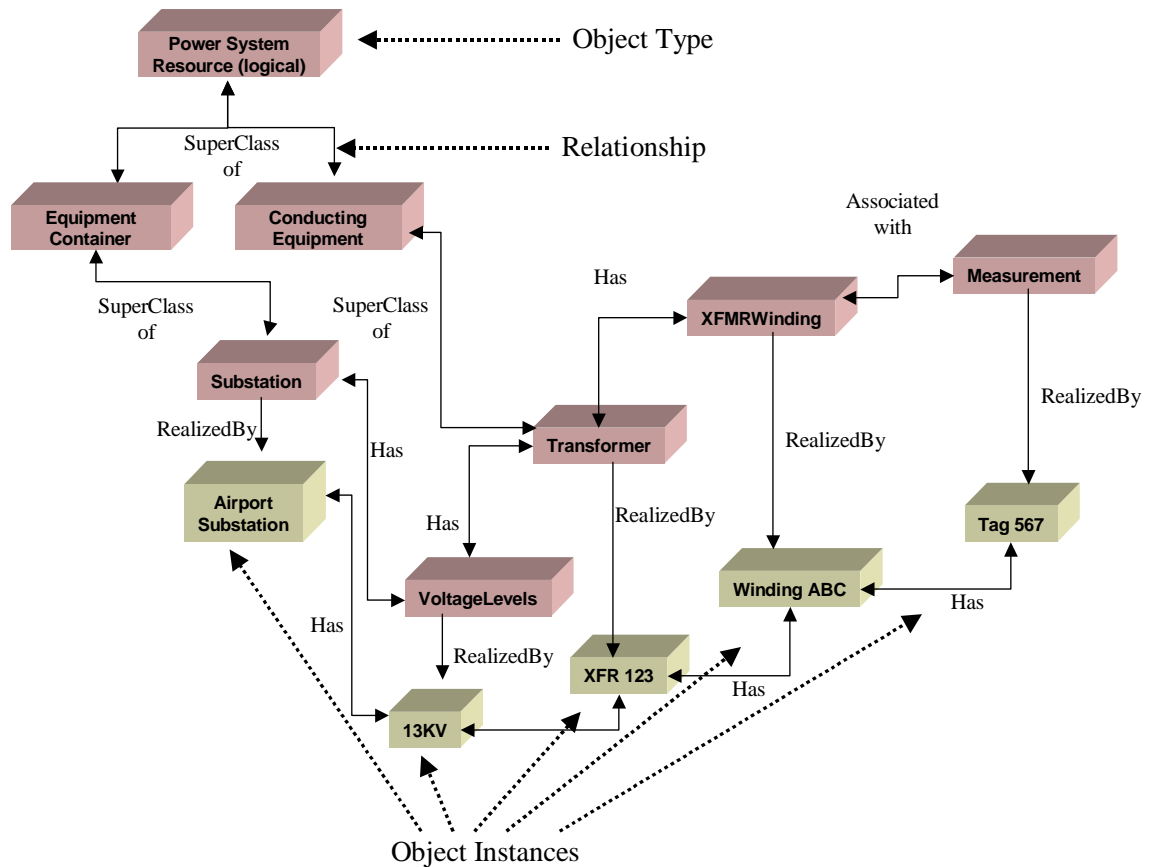 Power System
Resource (logical)
Object Type
SuperClass
of
Relationship
Equipment
Container
Conducting
Equipment
Associated
with
Measurement
Has
XFMRWinding
SuperClass
of
SuperClass
of
Substation
RealizedBy
RealizedBy
Has
Transformer
RealizedBy
Airport
Substation
Has
RealizedBy
Tag 567
VoltageLevels
Winding ABC
Has
Has
RealizedBy
XFR 123
Has
13KV
Object Instances